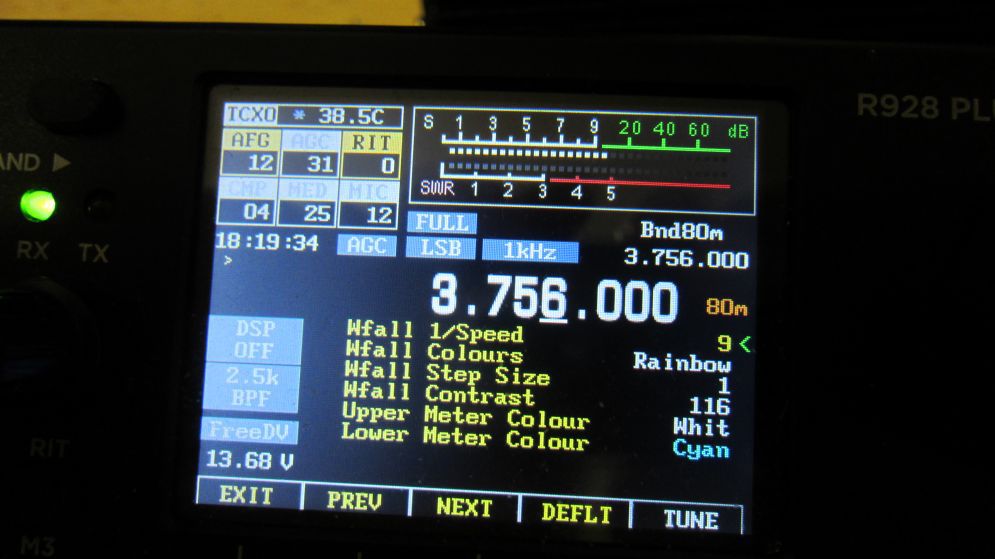 R928 PLU
TCXO * 38.5C
AFG AGC RIT
12 31 0
CMP MED MIC
04 25 12
S 1 3 5 7 9 20 40 60 dB
SWR 1 2 3 4 5
AND ▶
RX TX
FULL Bnd80m
18:19:34 AGC LSB 1kHz 3.756.000
>
3.756.000 80m
DSP
OFF
2.5k
BPF
FreeDV
13.68 V
Wfall 1/Speed 9 <
Wfall Colours Rainbow
Wfall Step Size 1
Wfall Contrast 116
Upper Meter Colour Whit
Lower Meter Colour Cyan
RIT
EXIT PREV NEXT DEFLT TUNE
M3